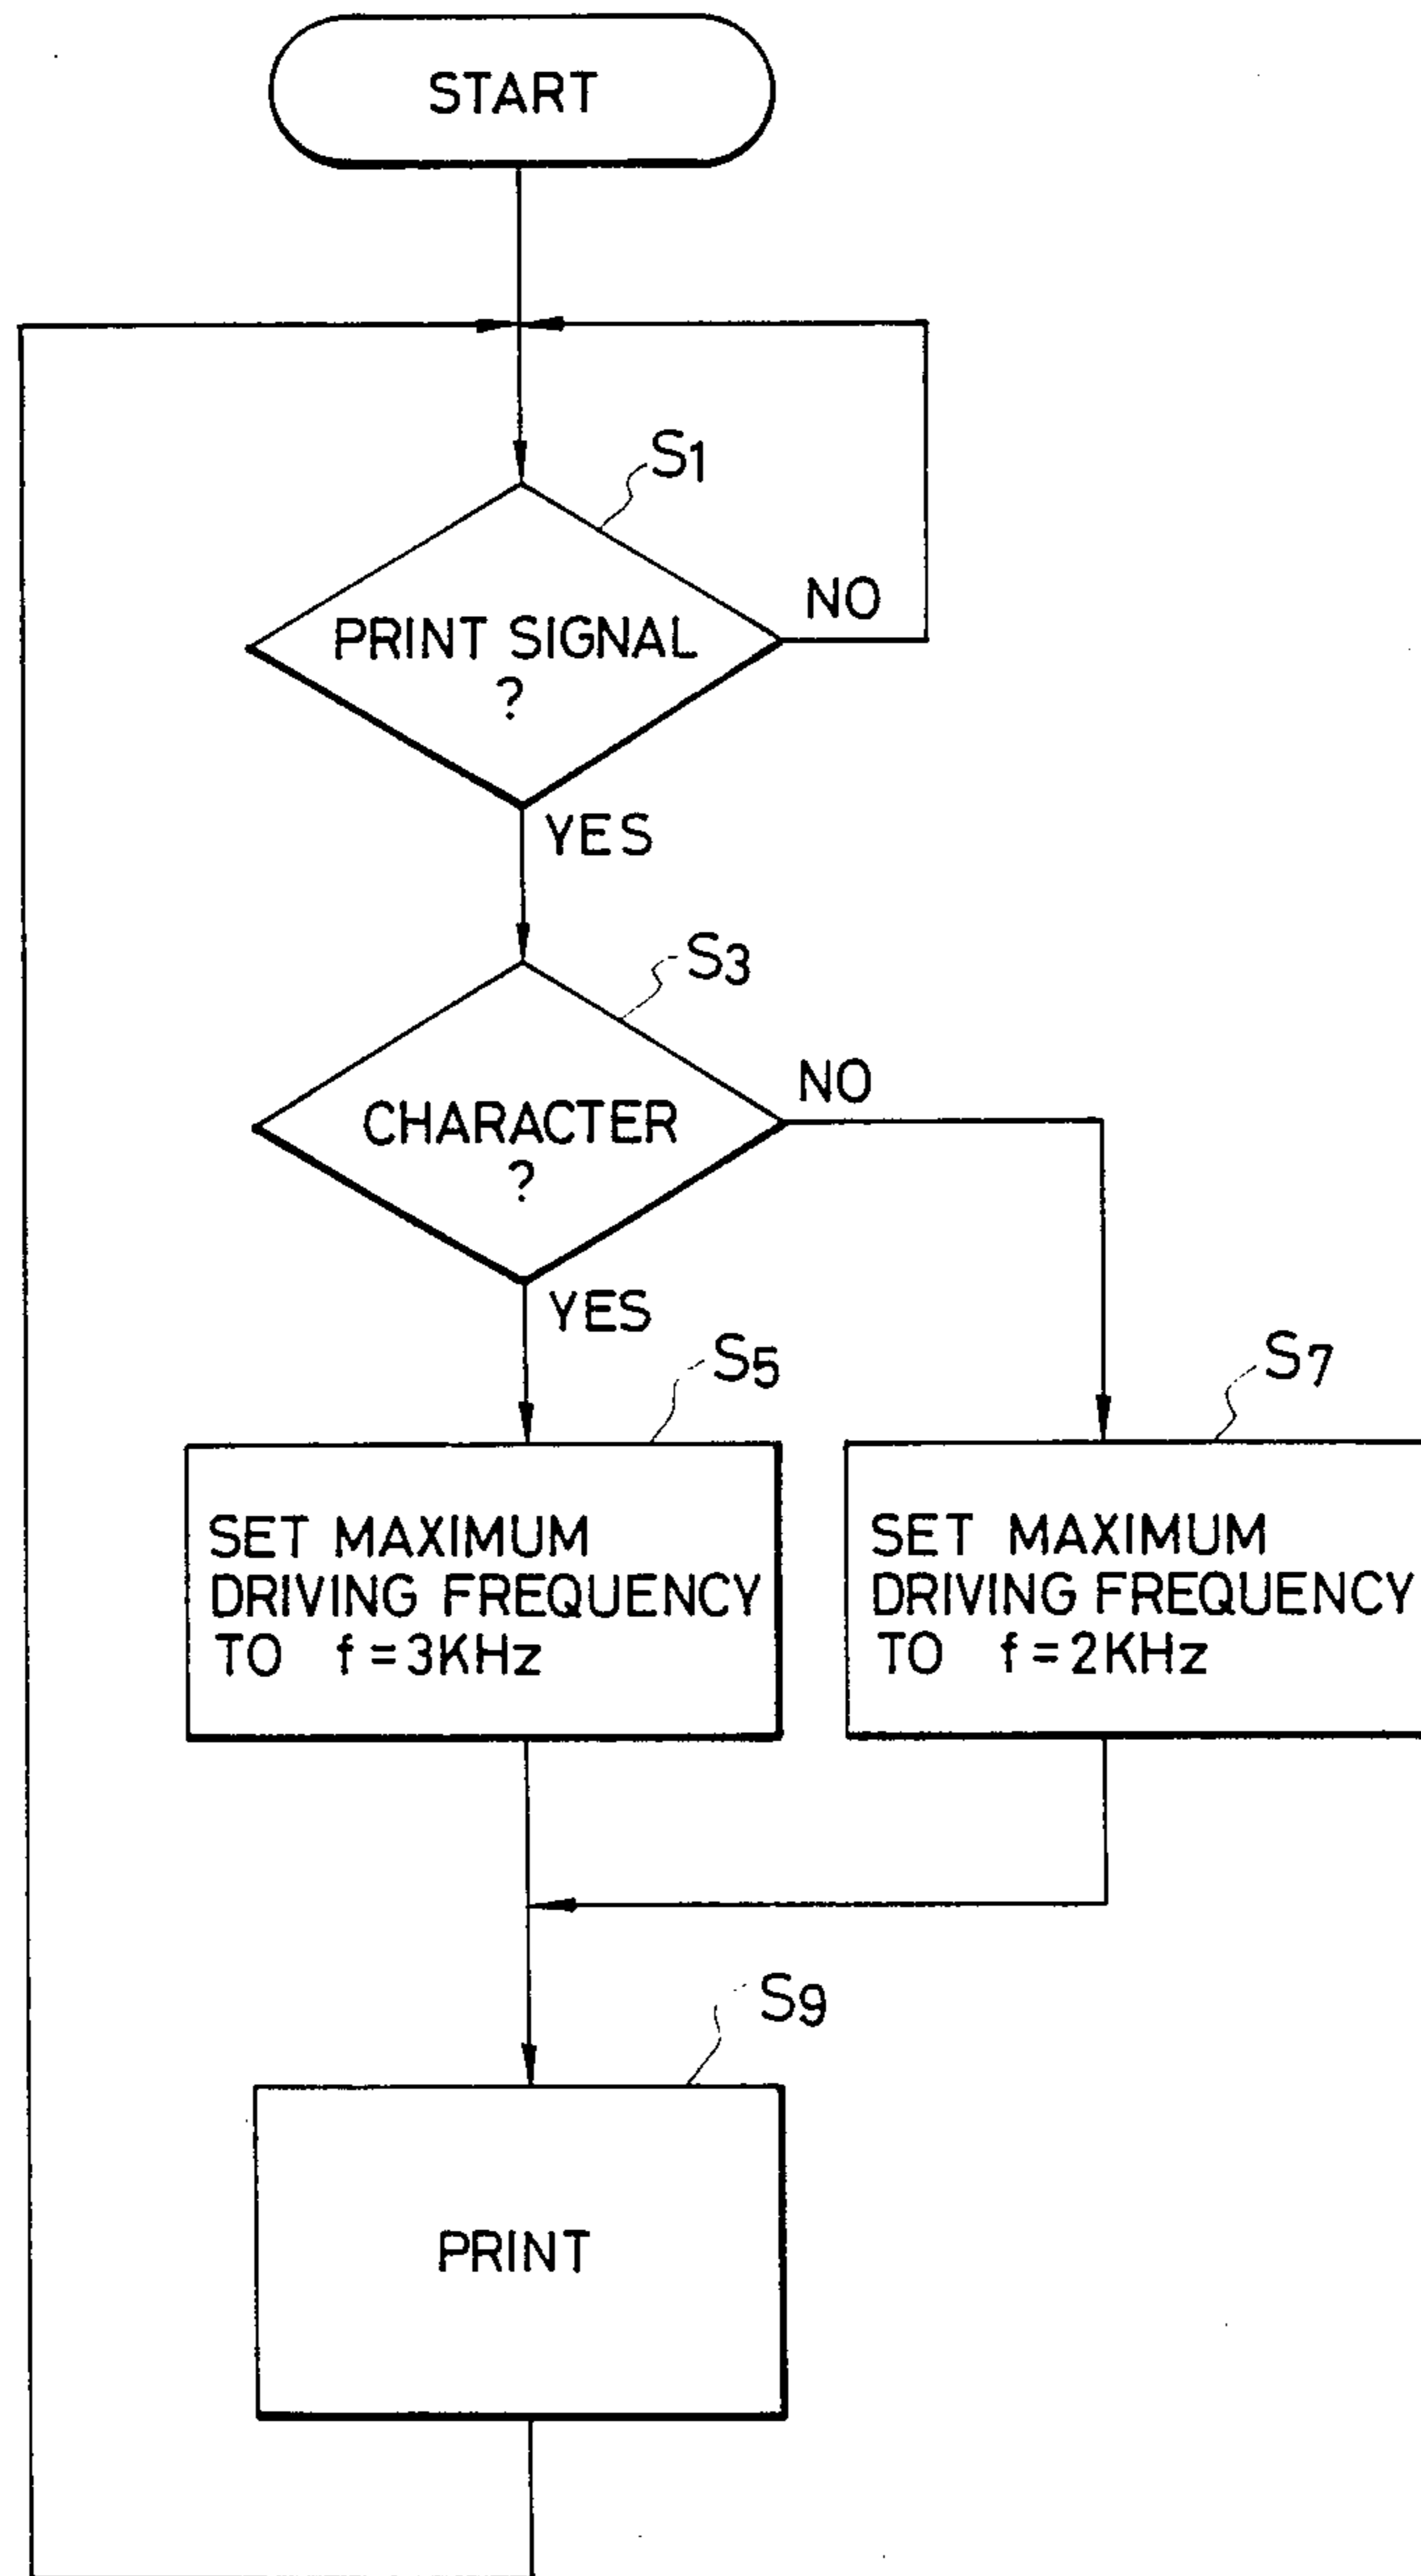 START
S1
NO
PRINT SIGNAL
?
YES
S3
NO
CHARACTER
?
YES
S5
S7
SET MAXIMUM
DRIVING FREQUENCY
TO f=3KHz
SET MAXIMUM
DRIVING FREQUENCY
TO f=2KHz
S9
PRINT